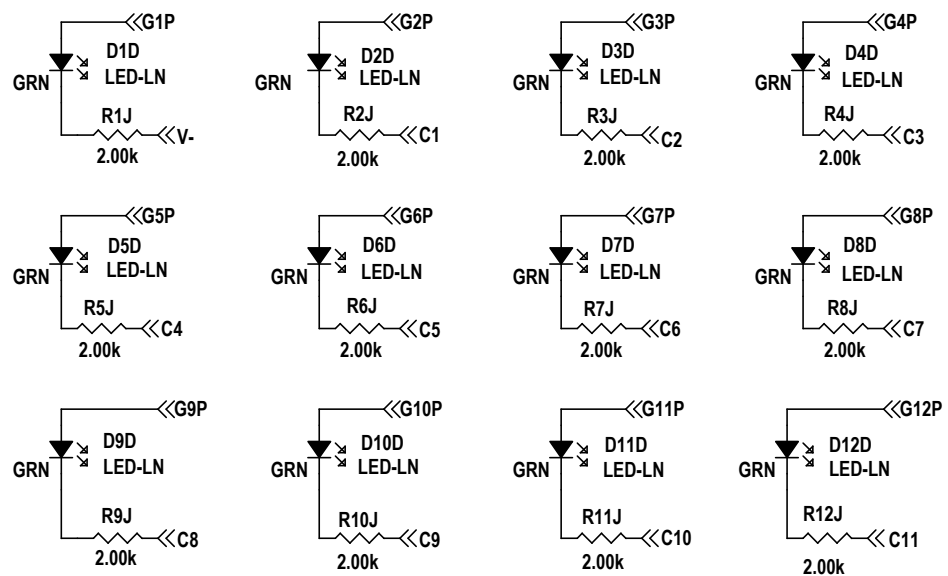 G1P
D1D
LED-LN
GRN
R1J
V-
2.00k
G2P
D2D
LED-LN
GRN
R2J
C1
2.00k
G3P
D3D
LED-LN
GRN
R3J
C2
2.00k
G4P
D4D
LED-LN
GRN
R4J
C3
2.00k
G5P
D5D
LED-LN
GRN
R5J
C4
2.00k
G6P
D6D
LED-LN
GRN
R6J
C5
2.00k
G7P
D7D
LED-LN
GRN
R7J
C6
2.00k
G8P
D8D
LED-LN
GRN
R8J
C7
2.00k
G9P
D9D
LED-LN
GRN
R9J
C8
2.00k
G10P
D10D
LED-LN
GRN
R10J
C9
2.00k
G11P
D11D
LED-LN
GRN
R11J
C10
2.00k
G12P
D12D
LED-LN
GRN
R12J
C11
2.00k